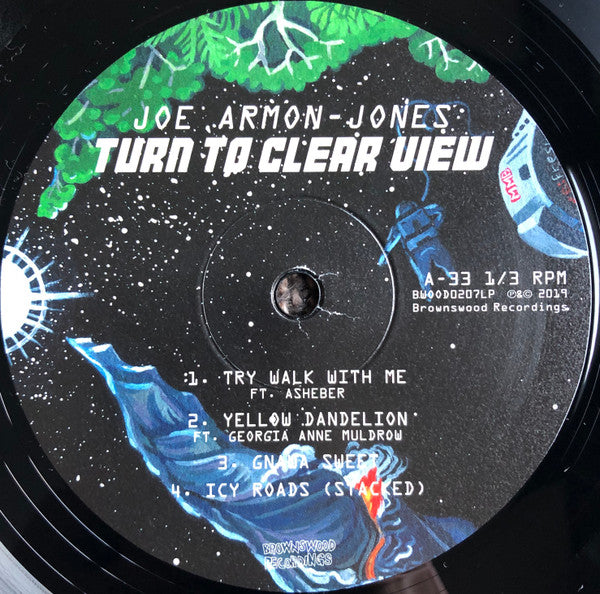 JOE ARMON-JONES
TURN TO CLEAR VIEW
A-33 1/3 RPM
BWOOD0207LP ℗&© 2019
Brownswood Recordings
1. TRY WALK WITH ME
FT. ASHEBER
2. YELLOW DANDELION
FT. GEORGIA ANNE MULDROW
3. GNAWA SWEET
4. ICY ROADS (STACKED)
BROWNSWOOD
RECORDINGS